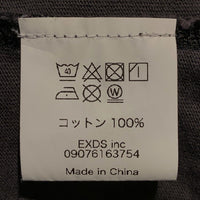 コットン 100%
EXDS inc
09076163754
Made in China